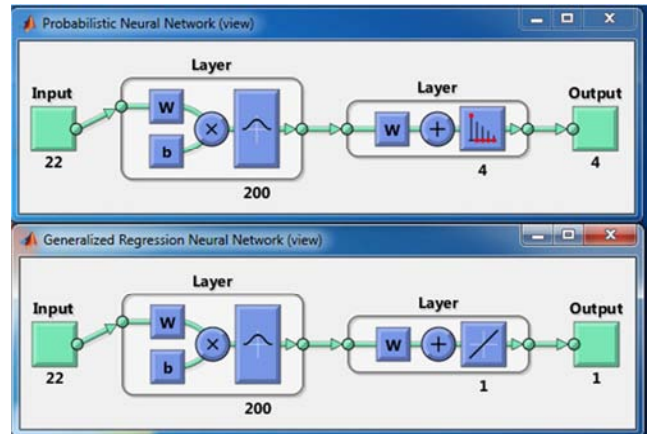 Probabilistic Neural Network (view)
Layer
Layer
Input
Output
W
b
W
22
200
4
4
Generalized Regression Neural Network (view)
Layer
Layer
Input
Output
W
b
W
22
200
1
1